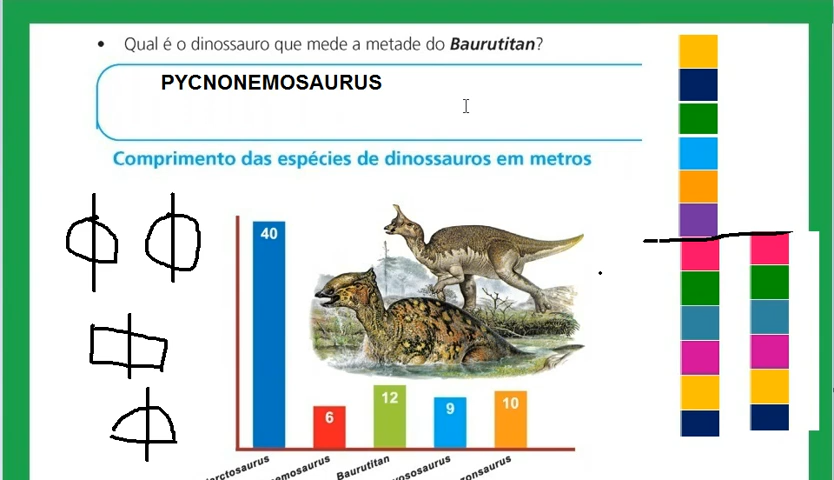 • Qual é o dinossauro que mede a metade do Baurutitan?
PYCNONEMOSAURUS
Comprimento das espécies de dinossauros em metros
40
6
12
9
10
Baurutitan